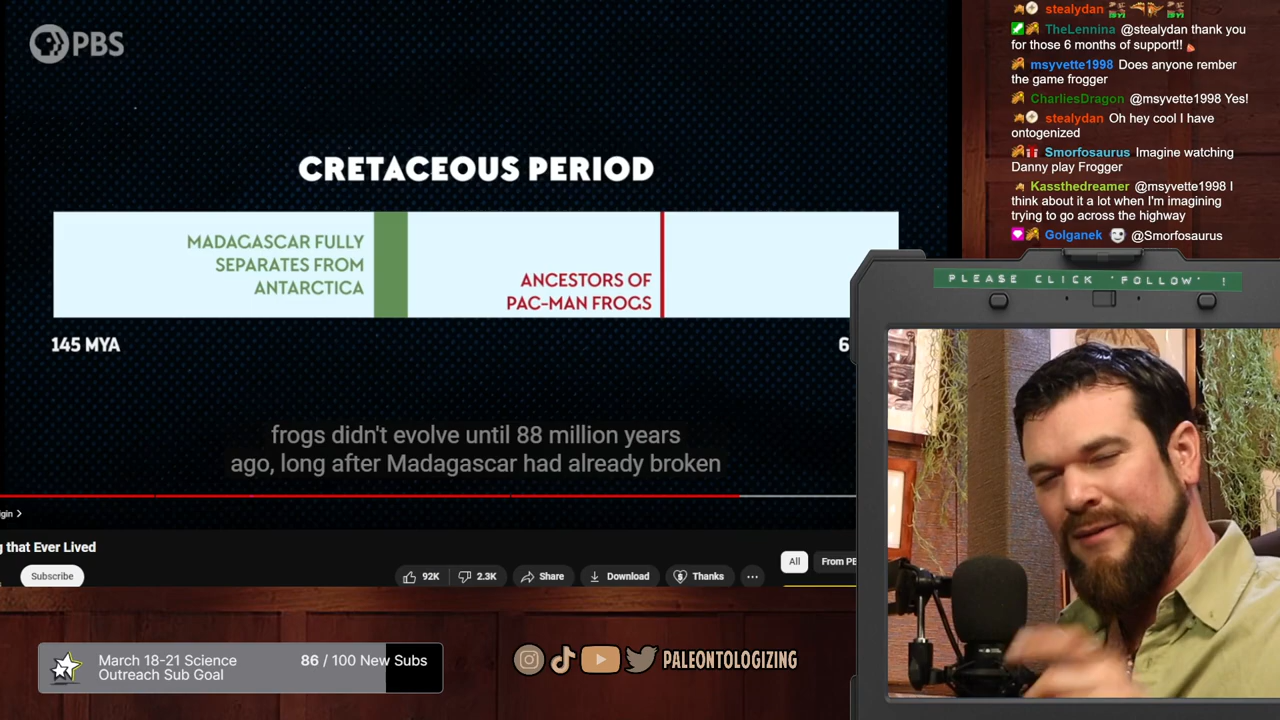 PBS
CRETACEOUS PERIOD
MADAGASCAR FULLY
SEPARATES FROM
ANTARCTICA
ANCESTORS OF
PAC-MAN FROGS
145 MYA
6
frogs didn't evolve until 88 million years
ago, long after Madagascar had already broken
igin >
g that Ever Lived
Subscribe
92K
2.3K
Share
Download
Thanks
...
All
From PB
stealydan
TheLennina @stealydan thank you
for those 6 months of support!!
msyvette1998 Does anyone rember
the game frogger
CharliesDragon @msyvette1998 Yes!
stealydan Oh hey cool I have
ontogenized
Smorfosaurus Imagine watching
Danny play Frogger
Kassthedreamer @msyvette1998 I
think about it a lot when I'm imagining
trying to go across the highway
Golganek @Smorfosaurus
PLEASE CLICK 'FOLLOW' !
March 18-21 Science
Outreach Sub Goal
86 / 100 New Subs
PALEONTOLOGIZING